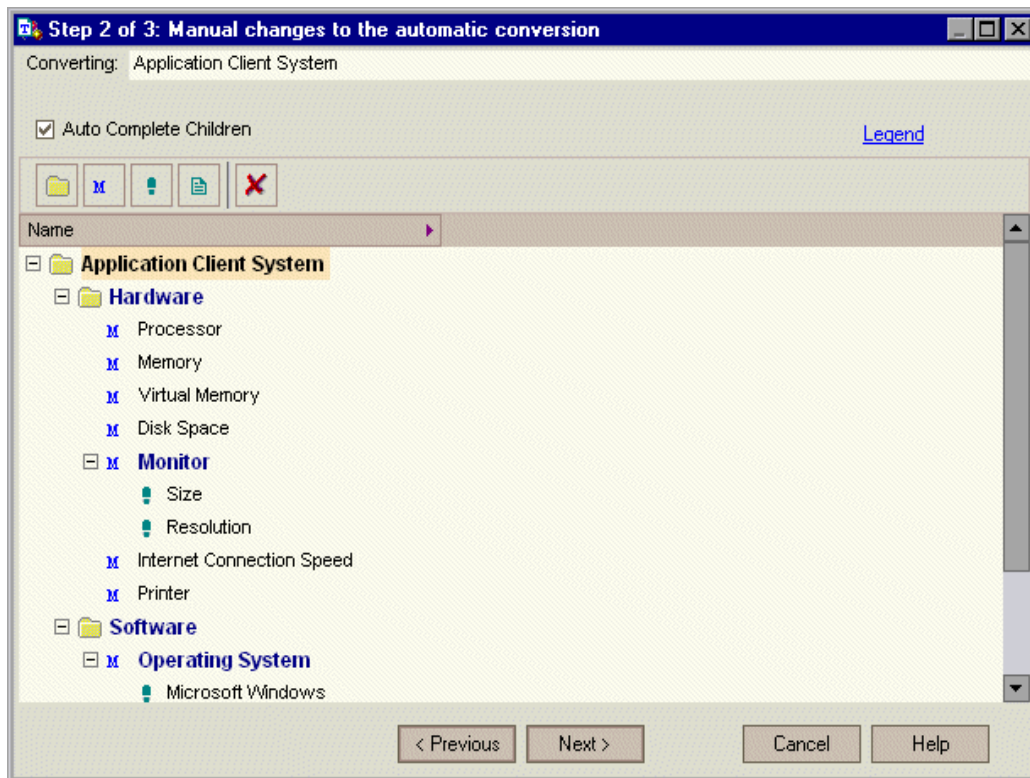 Step 2 of 3: Manual changes to the automatic conversion
Converting: Application Client System
Auto Complete Children
Legend
M
Name
Application Client System
Hardware
M Processor
M Memory
M Virtual Memory
M Disk Space
M Monitor
Size
Resolution
M Internet Connection Speed
M Printer
Software
M Operating System
Microsoft Windows
< Previous Next > Cancel Help